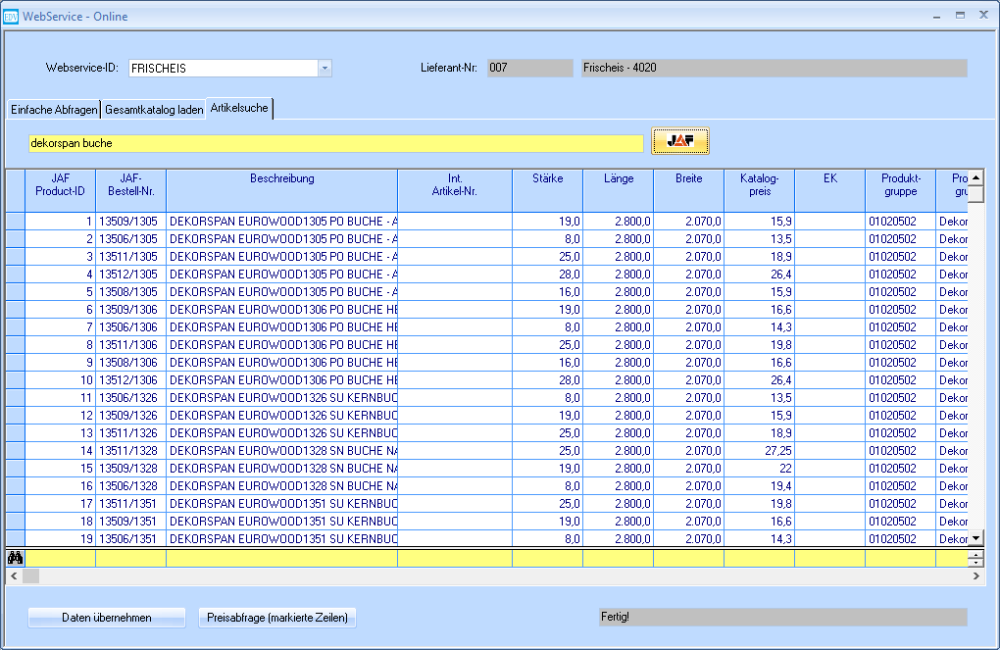 EDV WebService - Online
Webservice-ID: FRISCHEIS Lieferant-Nr: 007 Frischeis - 4020
Einfache Abfragen Gesamtkatalog laden Artikelsuche
dekorspan buche JAF
JAF Product-ID JAF-Bestell-Nr. Beschreibung Int. Artikel-Nr. Stärke Länge Breite Katalog-preis EK Produkt-gruppe Pro gru
1 13509/1305 DEKORSPAN EUROWOOD1305 PO BUCHE - A 19,0 2.800,0 2.070,0 15,9 01020502 Dekor
2 13506/1305 DEKORSPAN EUROWOOD1305 PO BUCHE - A 8,0 2.800,0 2.070,0 13,5 01020502 Dekor
3 13511/1305 DEKORSPAN EUROWOOD1305 PO BUCHE - A 25,0 2.800,0 2.070,0 18,9 01020502 Dekor
4 13512/1305 DEKORSPAN EUROWOOD1305 PO BUCHE - A 28,0 2.800,0 2.070,0 26,4 01020502 Dekor
5 13508/1305 DEKORSPAN EUROWOOD1305 PO BUCHE - A 16,0 2.800,0 2.070,0 15,9 01020502 Dekor
6 13509/1306 DEKORSPAN EUROWOOD1306 PO BUCHE HE 19,0 2.800,0 2.070,0 16,6 01020502 Dekor
7 13506/1306 DEKORSPAN EUROWOOD1306 PO BUCHE HE 8,0 2.800,0 2.070,0 14,3 01020502 Dekor
8 13511/1306 DEKORSPAN EUROWOOD1306 PO BUCHE HE 25,0 2.800,0 2.070,0 19,8 01020502 Dekor
9 13508/1306 DEKORSPAN EUROWOOD1306 PO BUCHE HE 16,0 2.800,0 2.070,0 16,6 01020502 Dekor
10 13512/1306 DEKORSPAN EUROWOOD1306 PO BUCHE HE 28,0 2.800,0 2.070,0 26,4 01020502 Dekor
11 13506/1326 DEKORSPAN EUROWOOD1326 SU KERNBUC 8,0 2.800,0 2.070,0 13,5 01020502 Dekor
12 13509/1326 DEKORSPAN EUROWOOD1326 SU KERNBUC 19,0 2.800,0 2.070,0 15,9 01020502 Dekor
13 13511/1326 DEKORSPAN EUROWOOD1326 SU KERNBUC 25,0 2.800,0 2.070,0 18,9 01020502 Dekor
14 13511/1328 DEKORSPAN EUROWOOD1328 SN BUCHE NA 25,0 2.800,0 2.070,0 27,25 01020502 Dekor
15 13509/1328 DEKORSPAN EUROWOOD1328 SN BUCHE NA 19,0 2.800,0 2.070,0 22 01020502 Dekor
16 13506/1328 DEKORSPAN EUROWOOD1328 SN BUCHE NA 8,0 2.800,0 2.070,0 19,4 01020502 Dekor
17 13511/1351 DEKORSPAN EUROWOOD1351 SU KERNBUC 25,0 2.800,0 2.070,0 19,8 01020502 Dekor
18 13509/1351 DEKORSPAN EUROWOOD1351 SU KERNBUC 19,0 2.800,0 2.070,0 16,6 01020502 Dekor
19 13506/1351 DEKORSPAN EUROWOOD1351 SU KERNBUC 8,0 2.800,0 2.070,0 14,3 01020502 Dekor
Daten übernehmen Preisabfrage (markierte Zeilen) Fertig!